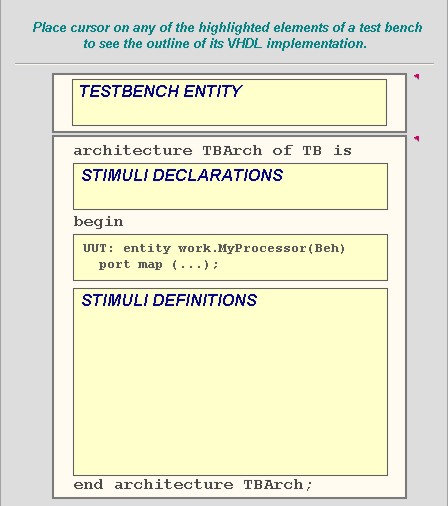 Place cursor on any of the highlighted elements of a test bench
to see the outline of its VHDL implementation.
TESTBENCH ENTITY
architecture TBArch of TB is
STIMULI DECLARATIONS
begin
UUT: entity work.MyProcessor(Beh)
port map (...);
STIMULI DEFINITIONS
end architecture TBArch;